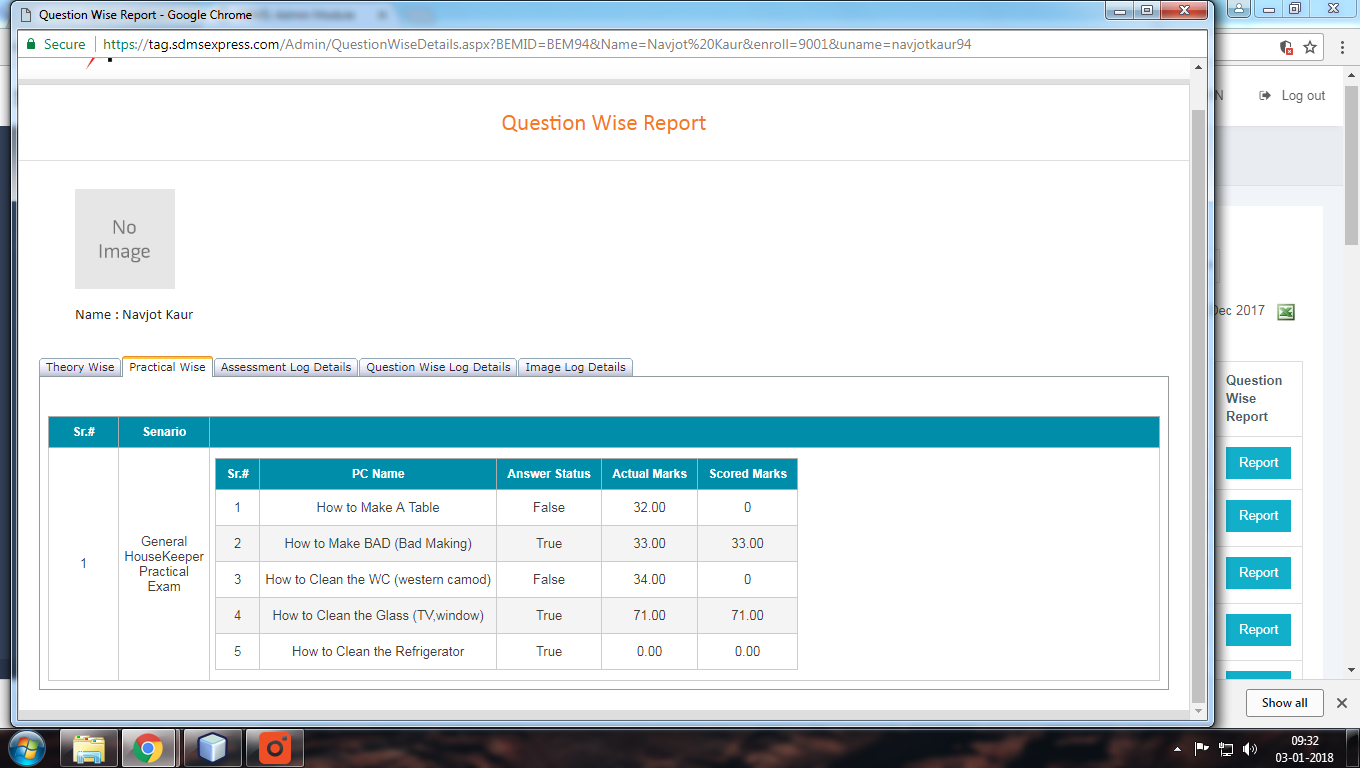 Question Wise Report - Google Chrome
Secure https://tag.sdmsexpress.com/Admin/QuestionWiseDetails.aspx?BEMID=BEM94&Name=Navjot%20Kaur&enroll=9001&uname=navjotkaur94
N Log out
Question Wise Report
No
Image
Name : Navjot Kaur
Dec 2017
Theory Wise Practical Wise Assessment Log Details Question Wise Log Details Image Log Details
Sr.# Senario
Sr.# PC Name Answer Status Actual Marks Scored Marks
1 How to Make A Table False 32.00 0
2 How to Make BAD (Bad Making) True 33.00 33.00
1 General
HouseKeeper
Practical
Exam
3 How to Clean the WC (western camod) False 34.00 0
4 How to Clean the Glass (TV,window) True 71.00 71.00
5 How to Clean the Refrigerator True 0.00 0.00
Question
Wise
Report
Report
Report
Report
Report
Show all
09:32
03-01-2018